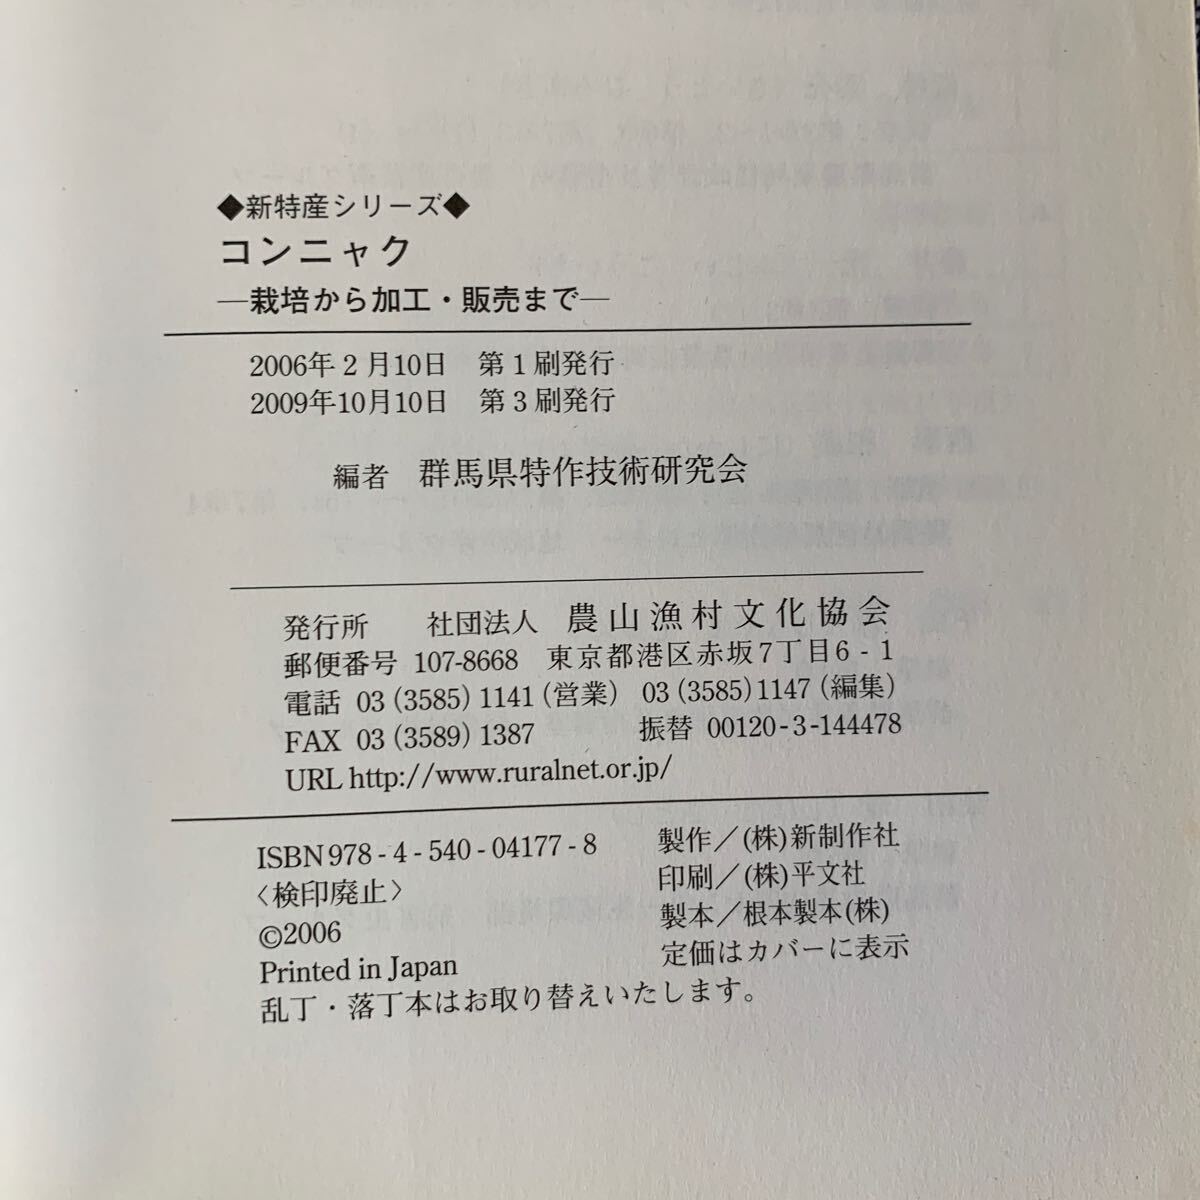 ◆新特産シリーズ◆
コンニャク
―栽培から加工・販売まで―
2006年2月10日 第1刷発行
2009年10月10日 第3刷発行
編者 群馬県特作技術研究会
発行所 社団法人 農山漁村文化協会
郵便番号 107-8668 東京都港区赤坂7丁目6-1
電話 03(3585)1141(営業) 03(3585)1147(編集)
FAX 03(3589)1387 振替 00120-3-144478
URL http://www.ruralnet.or.jp/
ISBN978-4-540-04177-8
〈検印廃止〉
©2006
Printed in Japan
製作／(株)新制作社
印刷／(株)平文社
製本／根本製本(株)
定価はカバーに表示
乱丁・落丁本はお取り替えいたします。